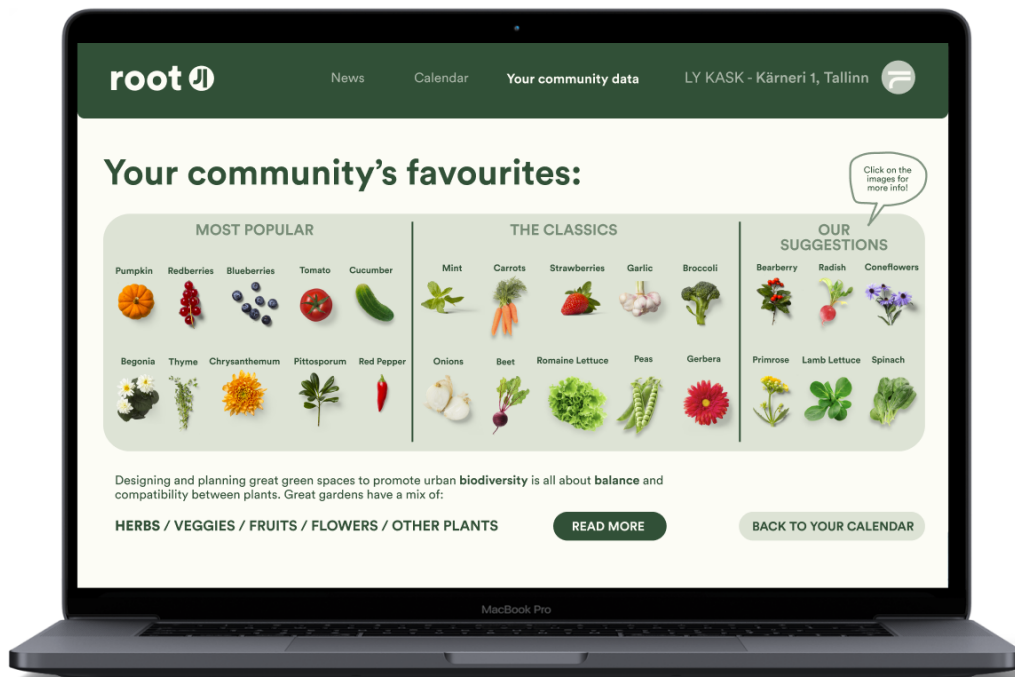 root
News
Calendar
Your community data
LY KASK - Kärneri 1, Tallinn
Your community's favourites:
Click on the
images for
more info!
MOST POPULAR
Pumpkin
Redberries
Blueberries
Tomato
Cucumber
Begonia
Thyme
Chrysanthemum
Pittosporum
Red Pepper
THE CLASSICS
Mint
Carrots
Strawberries
Garlic
Broccoli
Onions
Beet
Romaine Lettuce
Peas
Gerbera
OUR
SUGGESTIONS
Bearberry
Radish
Coneflowers
Primrose
Lamb Lettuce
Spinach
Designing and planning great green spaces to promote urban biodiversity is all about balance and
compatibility between plants. Great gardens have a mix of:
HERBS / VEGGIES / FRUITS / FLOWERS / OTHER PLANTS
READ MORE
BACK TO YOUR CALENDAR
MacBook Pro